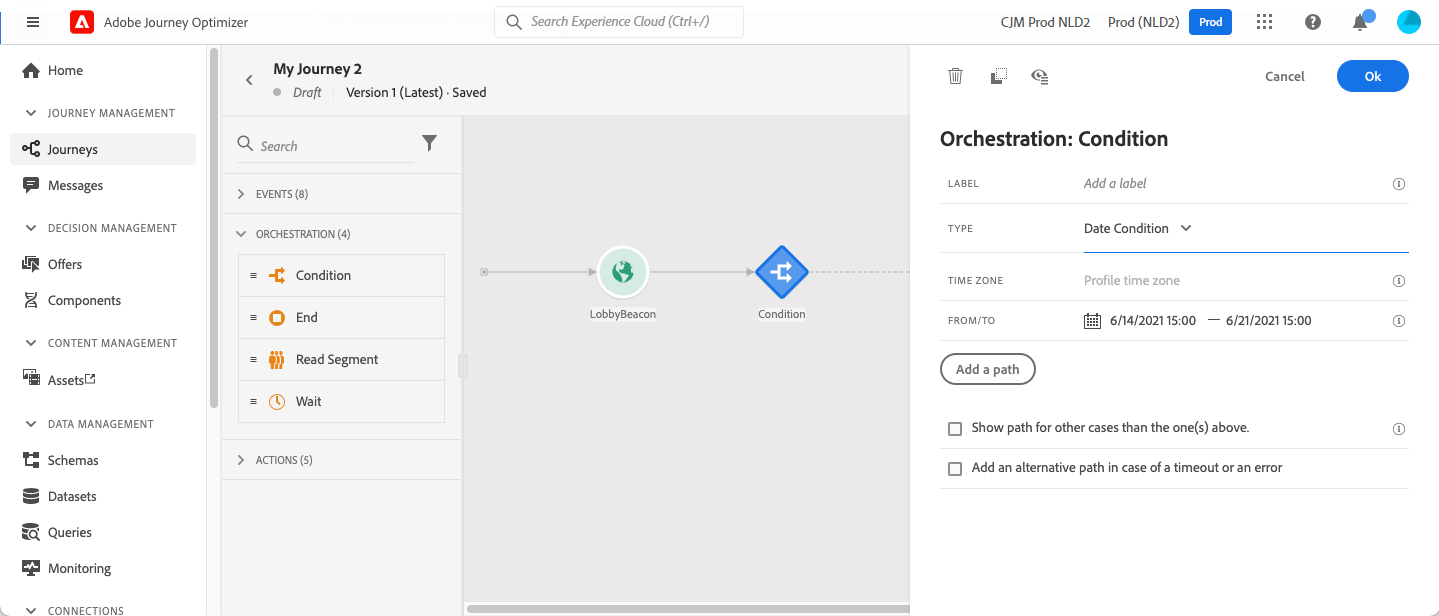 Adobe Journey Optimizer
Search Experience Cloud (Ctrl+/)
CJM Prod NLD2
Prod (NLD2)
Prod
Home
JOURNEY MANAGEMENT
Journeys
Messages
DECISION MANAGEMENT
Offers
Components
CONTENT MANAGEMENT
Assets
DATA MANAGEMENT
Schemas
Datasets
Queries
Monitoring
CONNECTIONS
My Journey 2
Draft
Version 1 (Latest) · Saved
Search
EVENTS (8)
ORCHESTRATION (4)
Condition
End
Read Segment
Wait
ACTIONS (5)
LobbyBeacon
Condition
Cancel
Ok
Orchestration: Condition
LABEL
Add a label
TYPE
Date Condition
TIME ZONE
Profile time zone
FROM/TO
6/14/2021 15:00 — 6/21/2021 15:00
Add a path
Show path for other cases than the one(s) above.
Add an alternative path in case of a timeout or an error